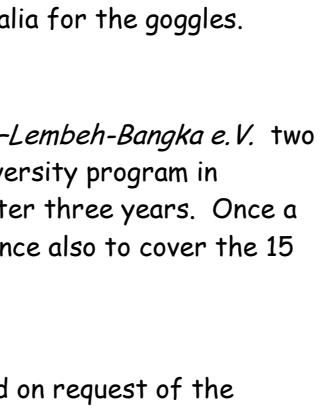 alia for the goggles.
-Lembeh-Bangka e.V. two
versity program in
ter three years. Once a
nce also to cover the 15
d on request of the